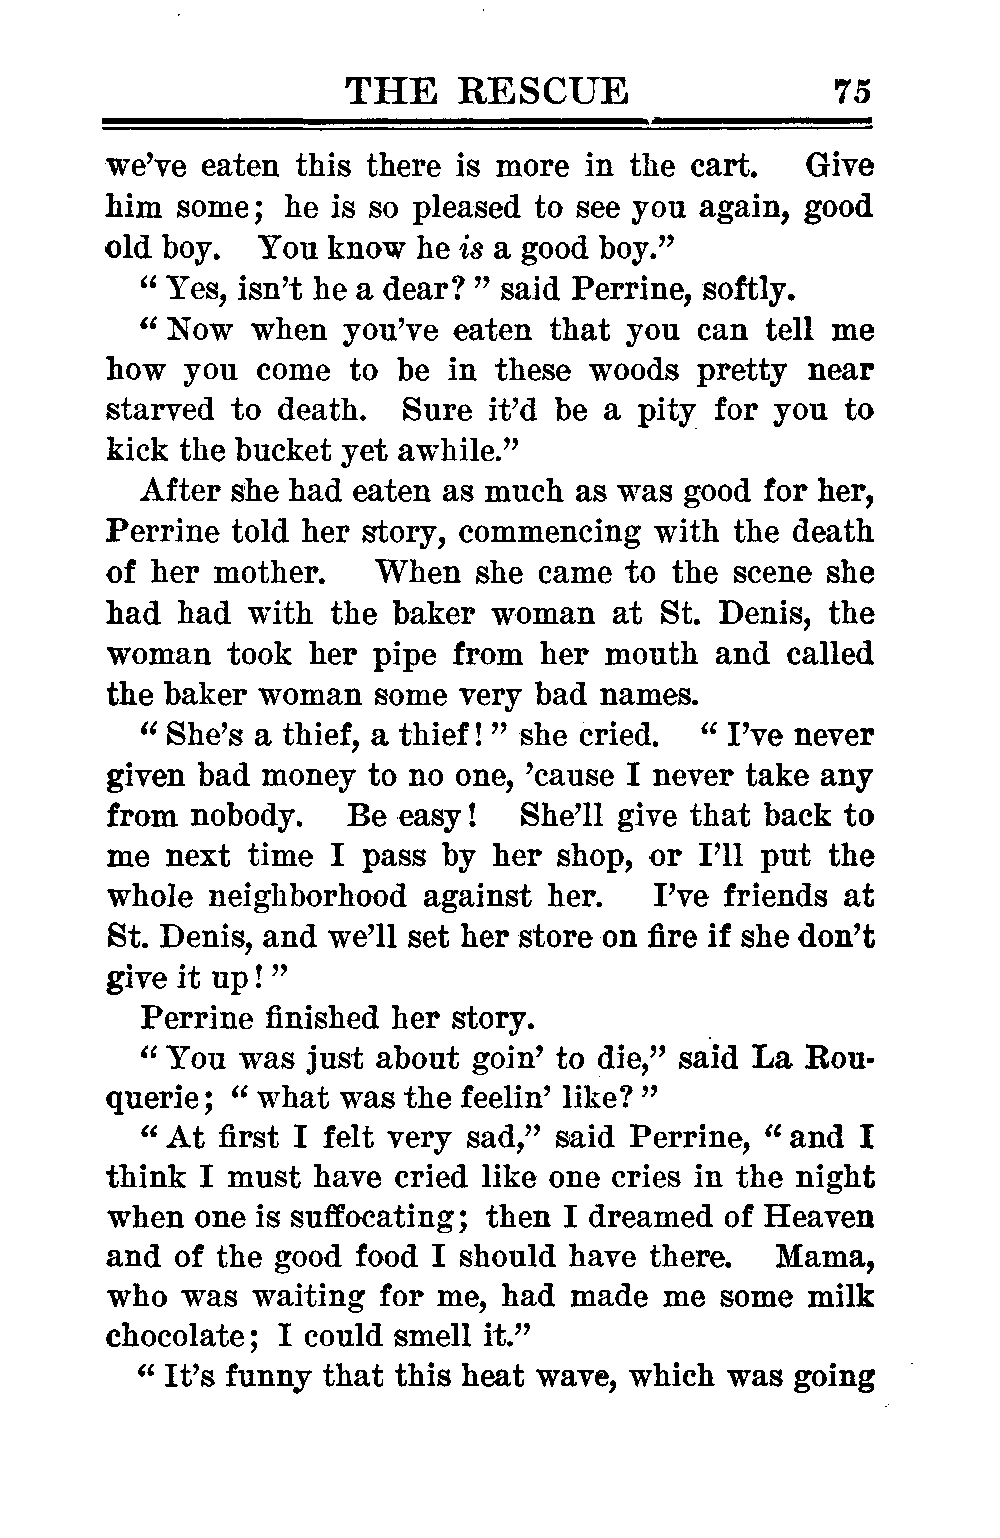 THE RESCUE 75
we've eaten this there is more in the cart. Give
him some; he is so pleased to see you again, good
old boy. You know he is a good boy."
"Yes, isn't he a dear?" said Perrine, softly.
"Now when you've eaten that you can tell me
how you come to be in these woods pretty near
starved to death. Sure it'd be a pity for you to
kick the bucket yet awhile."
After she had eaten as much as was good for her,
Perrine told her story, commencing with the death
of her mother. When she came to the scene she
had had with the baker woman at St. Denis, the
woman took her pipe from her mouth and called
the baker woman some very bad names.
"She's a thief, a thief!" she cried. "I've never
given bad money to no one, 'cause I never take any
from nobody. Be easy! She'll give that back to
me next time I pass by her shop, or I'll put the
whole neighborhood against her. I've friends at
St. Denis, and we'll set her store on fire if she don't
give it up!"
Perrine finished her story.
"You was just about goin' to die," said La Rou-
querie; "what was the feelin' like?"
"At first I felt very sad," said Perrine, "and I
think I must have cried like one cries in the night
when one is suffocating; then I dreamed of Heaven
and of the good food I should have there. Mama,
who was waiting for me, had made me some milk
chocolate; I could smell it."
"It's funny that this heat wave, which was going